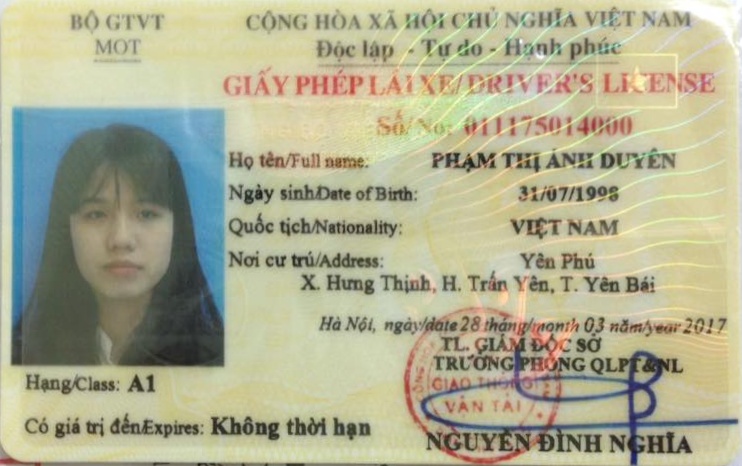 BỘ GTVT
MOT
CỘNG HÒA XÃ HỘI CHỦ NGHĨA VIỆT NAM
Độc lập - Tự do - Hạnh phúc
GIẤY PHÉP LÁI XE/DRIVER'S LICENSE
Số/No: 011175014000
Họ tên/Full name: PHẠM THỊ ÁNH DUYÊN
Ngày sinh/Date of Birth: 31/07/1998
Quốc tịch/Nationality: VIỆT NAM
Nơi cư trú/Address: Yên Phú
X. Hưng Thịnh, H. Trấn Yên, T. Yên Bái
Hà Nội, ngày/date 28 tháng/month 03 năm/year 2017
TL. GIÁM ĐỐC SỞ
TRƯỞNG PHÒNG QLPT&NL
GIAO THÔNG
VẬN TẢI
Hạng/Class: A1
Có giá trị đến/Expires: Không thời hạn
NGUYỄN ĐÌNH NGHĨA